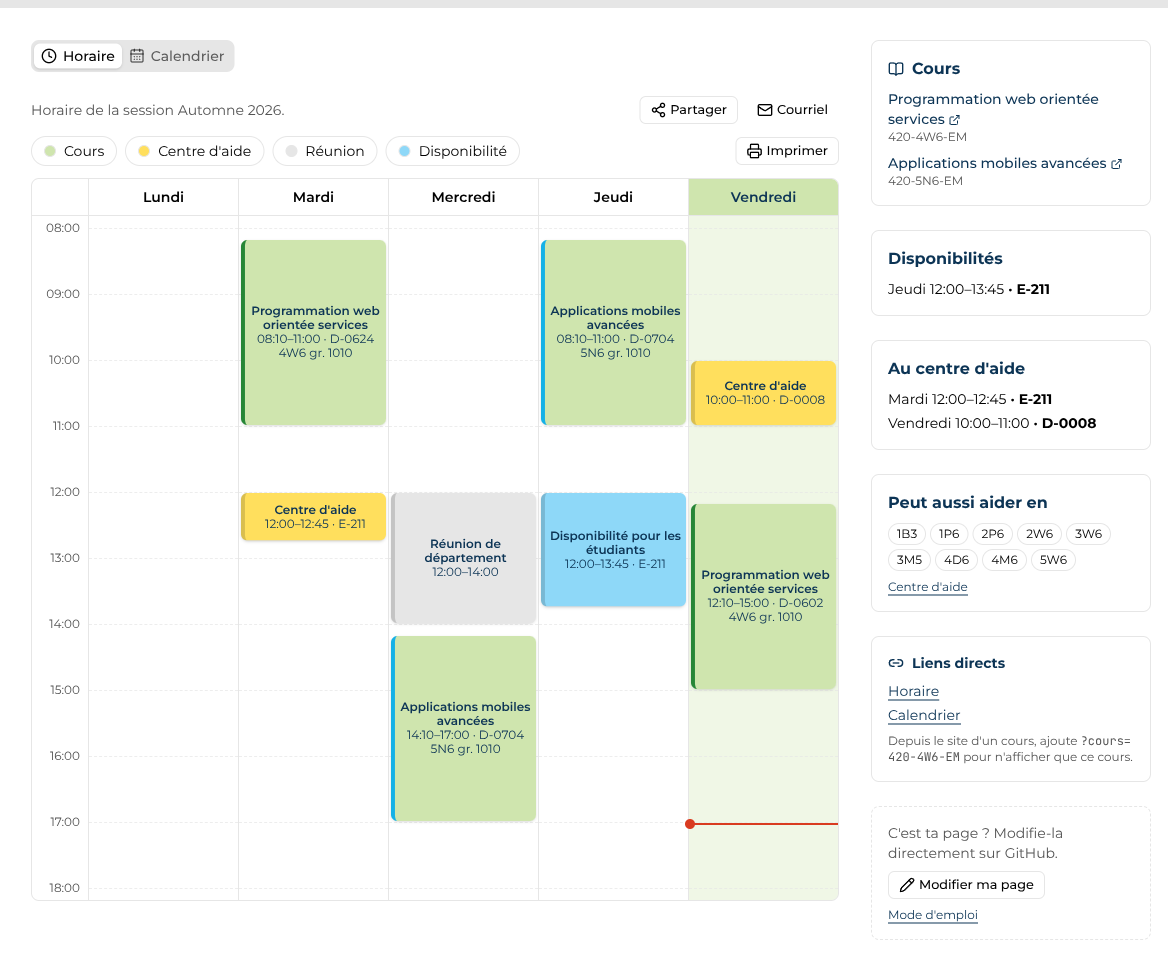 Horaire
Calendrier
Horaire de la session Automne 2026.
Partager
Courriel
Cours
Centre d'aide
Réunion
Disponibilité
Imprimer
Lundi
Mardi
Mercredi
Jeudi
Vendredi
08:00
09:00
10:00
11:00
12:00
13:00
14:00
15:00
16:00
17:00
18:00
Programmation web
orientée services
08:10–11:00 · D-0624
4W6 gr. 1010
Centre d'aide
12:00–12:45 · E-211
Réunion de
département
12:00–14:00
Applications mobiles
avancées
14:10–17:00 · D-0704
5N6 gr. 1010
Applications mobiles
avancées
08:10–11:00 · D-0704
5N6 gr. 1010
Disponibilité pour les
étudiants
12:00–13:45 · E-211
Centre d'aide
10:00–11:00 · D-0008
Programmation web
orientée services
12:10–15:00 · D-0602
4W6 gr. 1010
Cours
Programmation web orientée
services
420-4W6-EM
Applications mobiles avancées
420-5N6-EM
Disponibilités
Jeudi 12:00–13:45 • E-211
Au centre d'aide
Mardi 12:00–12:45 • E-211
Vendredi 10:00–11:00 • D-0008
Peut aussi aider en
1B3 1P6 2P6 2W6 3W6
3M5 4D6 4M6 5W6
Centre d'aide
Liens directs
Horaire
Calendrier
Depuis le site d'un cours, ajoute ?cours=
420-4W6-EM pour n'afficher que ce cours.
C'est ta page ? Modifie-la
directement sur GitHub.
Modifier ma page
Mode d'emploi